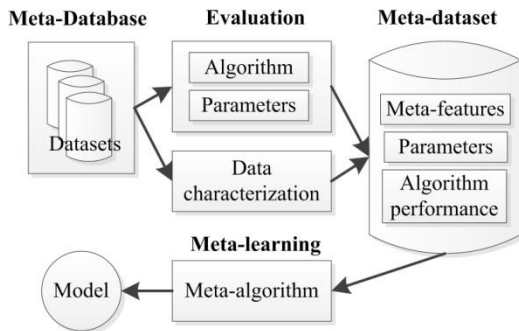 Meta-Database
Evaluation
Meta-dataset
Datasets
Algorithm
Parameters
Data
characterization
Meta-features
Parameters
Algorithm
performance
Meta-learning
Model
Meta-algorithm